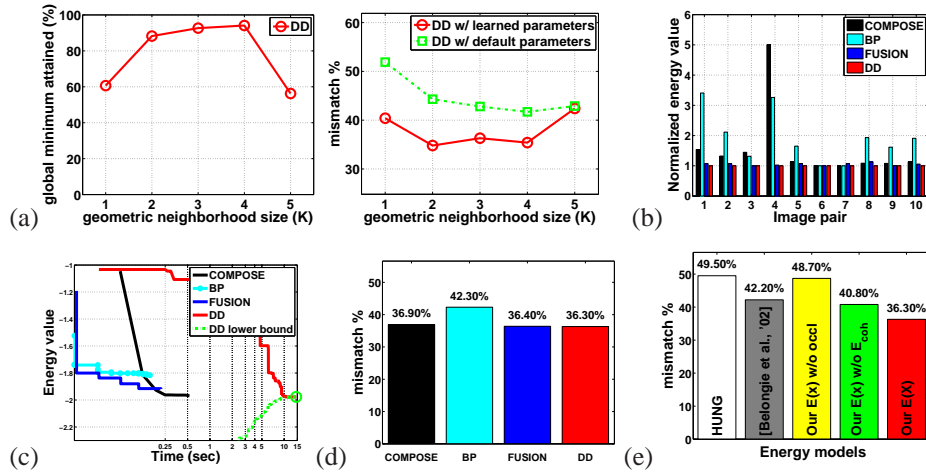 DD
global minimum attained (%)
100
80
60
40
20
0
1 2 3 4 5
geometric neighborhood size (K)
(a)
DD w/ learned parameters
DD w/ default parameters
mismatch %
50
40
30
1 2 3 4 5
geometric neighborhood size (K)
COMPOSE
BP
FUSION
DD
Normalized energy value
6
5
4
3
2
1
0
1 2 3 4 5 6 7 8 9 10
Image pair
(b)
COMPOSE
BP
FUSION
DD
DD lower bound
Energy value
−1
−1.2
−1.4
−1.6
−1.8
−2
−2.2
0.25 0.5 1 2 3 4 5 10 15
Time (sec)
(c)
mismatch %
50
40
30
20
10
0
36.90%
42.30%
36.40%
36.30%
COMPOSE BP FUSION DD
(d)
mismatch %
50
40
30
20
10
0
49.50%
42.20%
48.70%
40.80%
36.30%
HUNG
[Belongie et al., '02]
Our E(x) w/o occl
Our E(x) w/o Ecoh
Our E(X)
Energy models
(e)